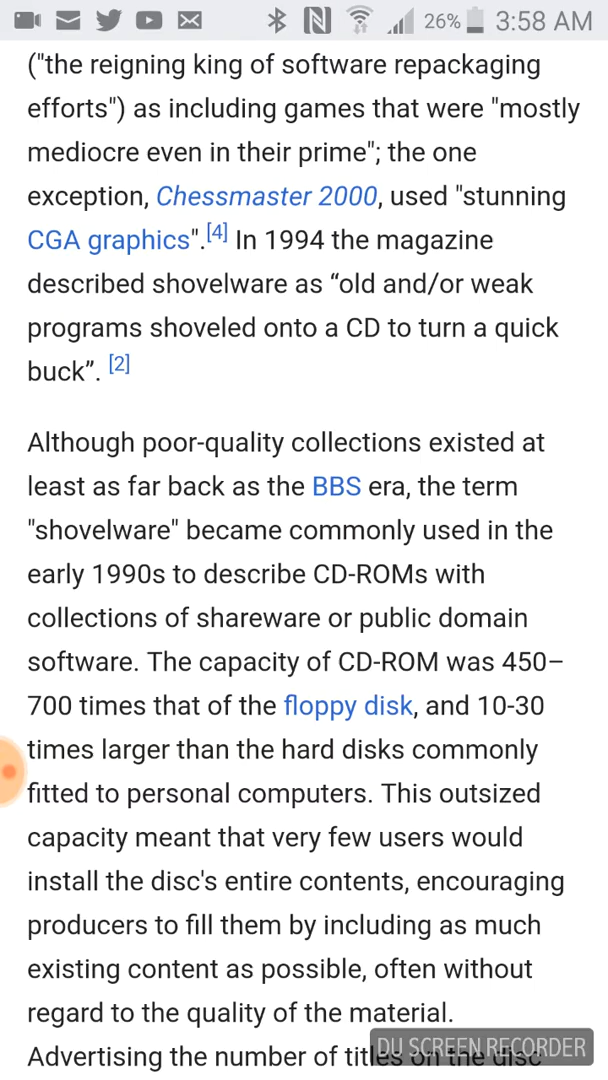 26% 3:58 AM
("the reigning king of software repackaging
efforts") as including games that were "mostly
mediocre even in their prime"; the one
exception, Chessmaster 2000, used "stunning
CGA graphics".[4] In 1994 the magazine
described shovelware as “old and/or weak
programs shoveled onto a CD to turn a quick
buck”. [2]
Although poor-quality collections existed at
least as far back as the BBS era, the term
"shovelware" became commonly used in the
early 1990s to describe CD-ROMs with
collections of shareware or public domain
software. The capacity of CD-ROM was 450–
700 times that of the floppy disk, and 10-30
times larger than the hard disks commonly
fitted to personal computers. This outsized
capacity meant that very few users would
install the disc's entire contents, encouraging
producers to fill them by including as much
existing content as possible, often without
regard to the quality of the material.
Advertising the number of titles on the disc
DU SCREEN RECORDER